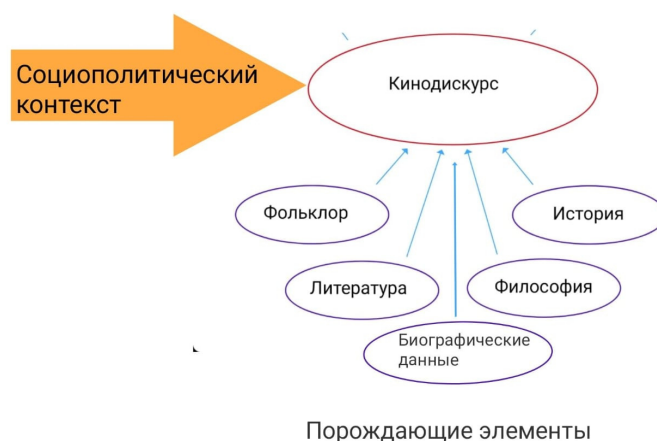 Социополитический
контекст
Кинодискурс
Фольклор
История
Литература
Философия
Биографические
данные
Порождающие элементы